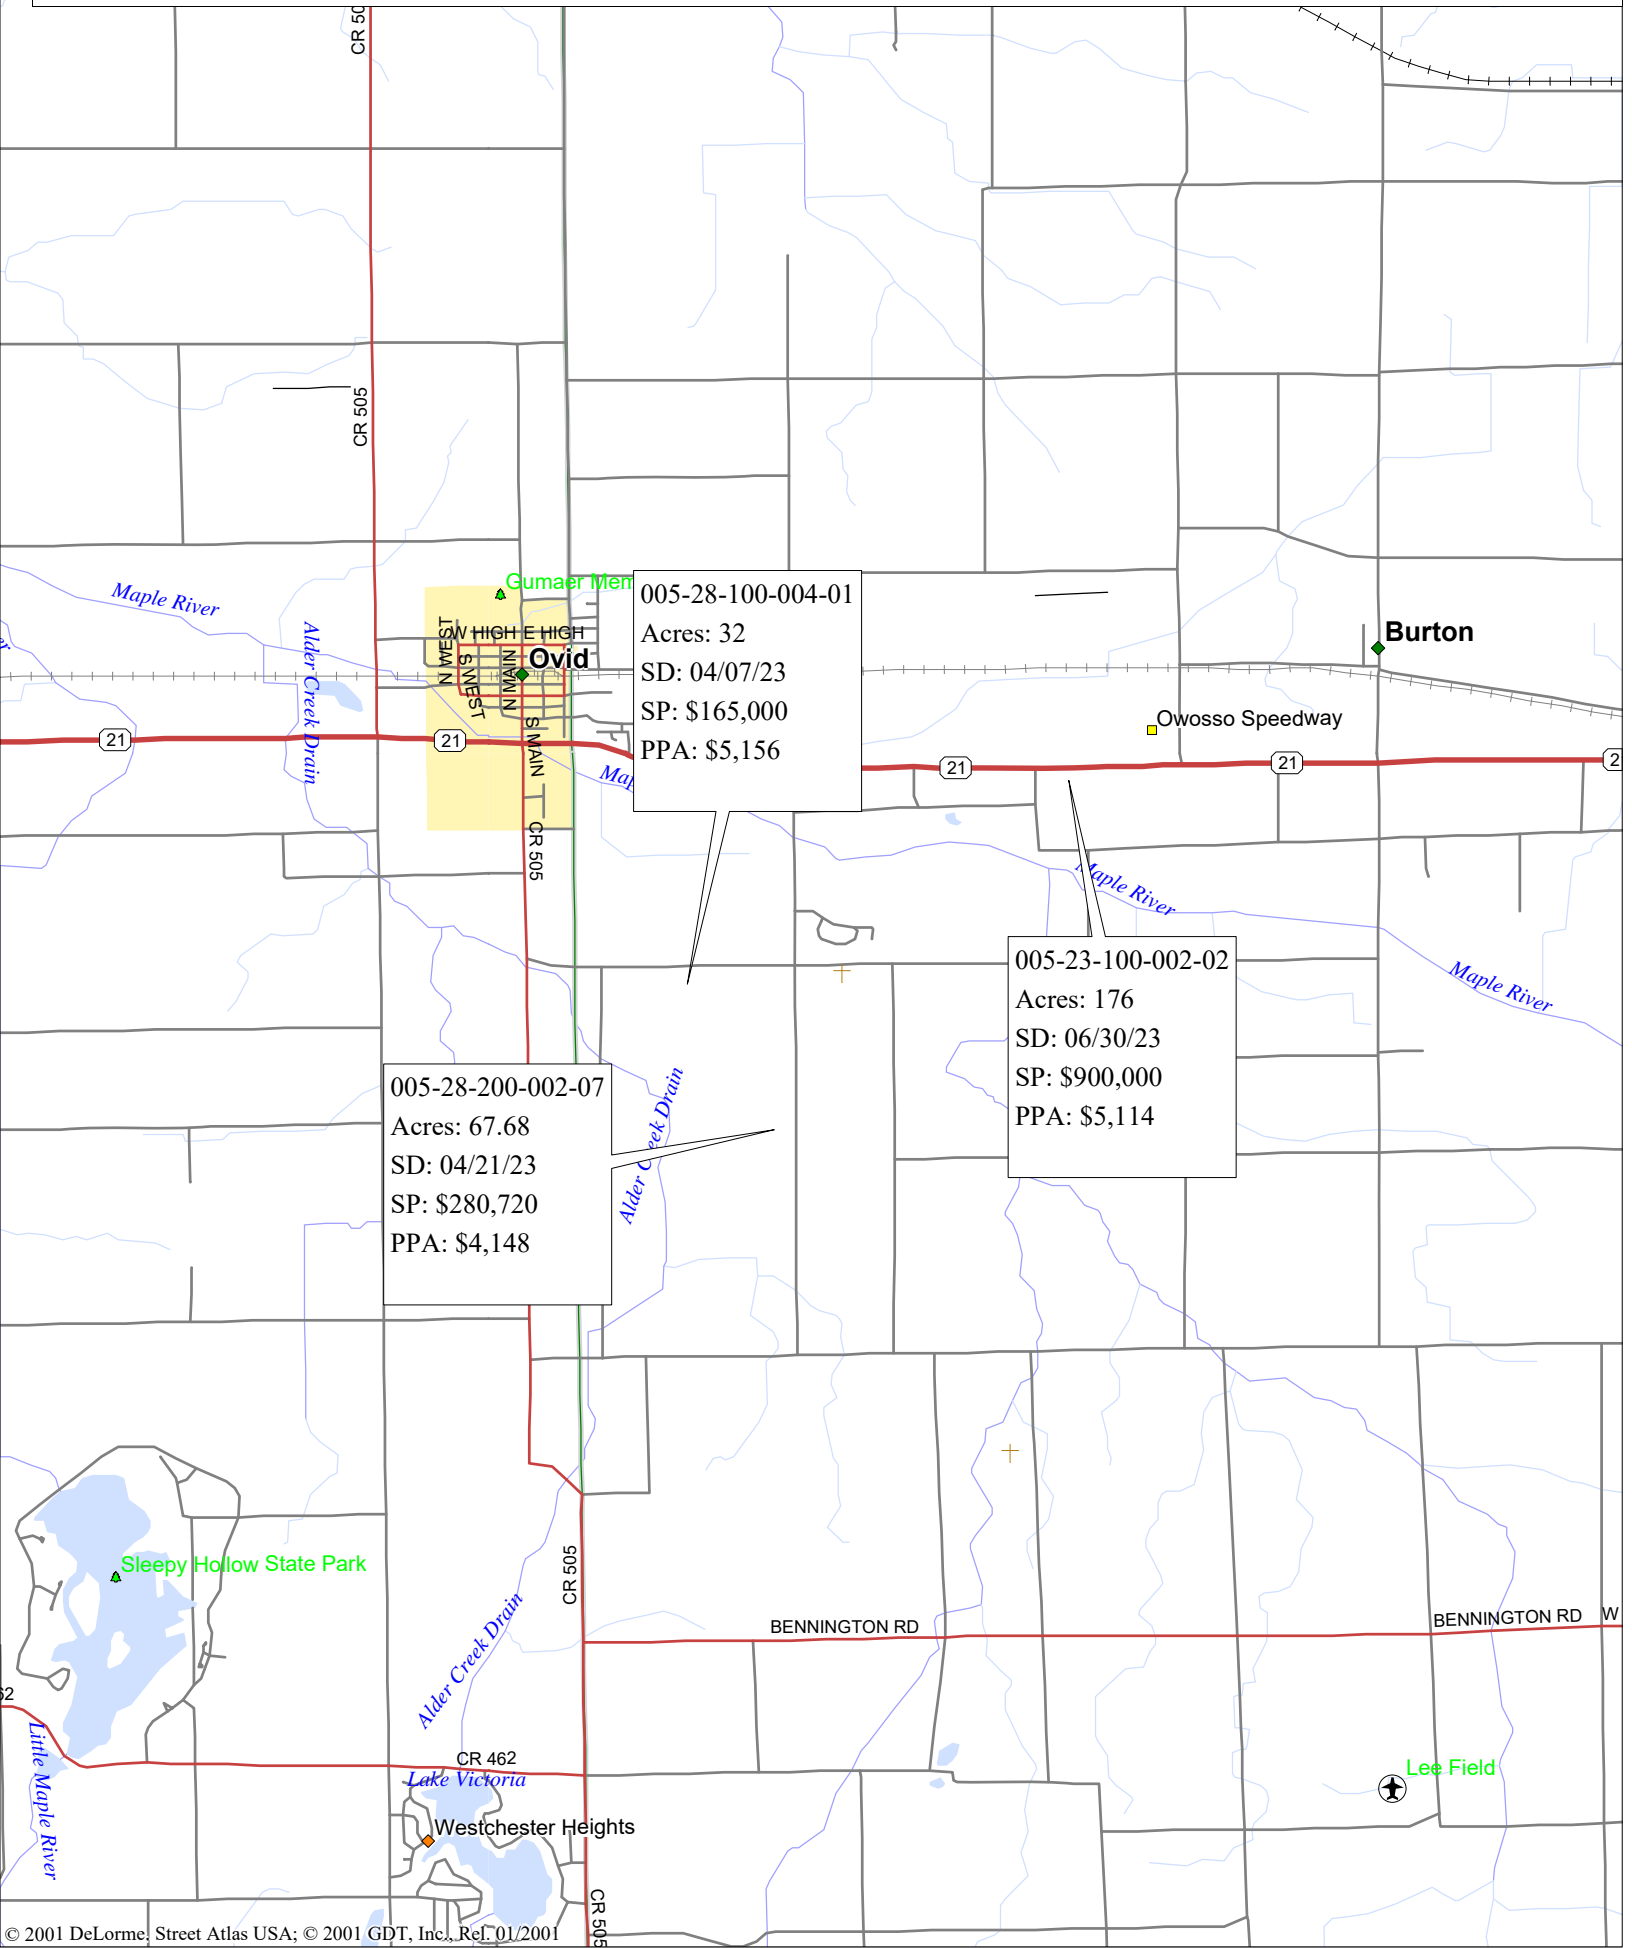 CR 50
CR 505
Maple River
Alder Creek Drain
Gumaer Mem
W HIGH E HIGH
N WEST
S WEST
N MAIN
Ovid
S MAIN
21
21
CR 505
005-28-100-004-01
Acres: 32
SD: 04/07/23
SP: $165,000
PPA: $5,156
Burton
Owosso Speedway
21
21
2
Map
Maple River
Maple River
005-23-100-002-02
Acres: 176
SD: 06/30/23
SP: $900,000
PPA: $5,114
005-28-200-002-07
Acres: 67.68
SD: 04/21/23
SP: $280,720
PPA: $4,148
Alder Creek Drain
Sleepy Hollow State Park
CR 505
BENNINGTON RD
BENNINGTON RD
W
Alder Creek Drain
62
Little Maple River
CR 462
Lake Victoria
Westchester Heights
Lee Field
CR 505
© 2001 DeLorme. Street Atlas USA; © 2001 GDT, Inc., Rel. 01/2001